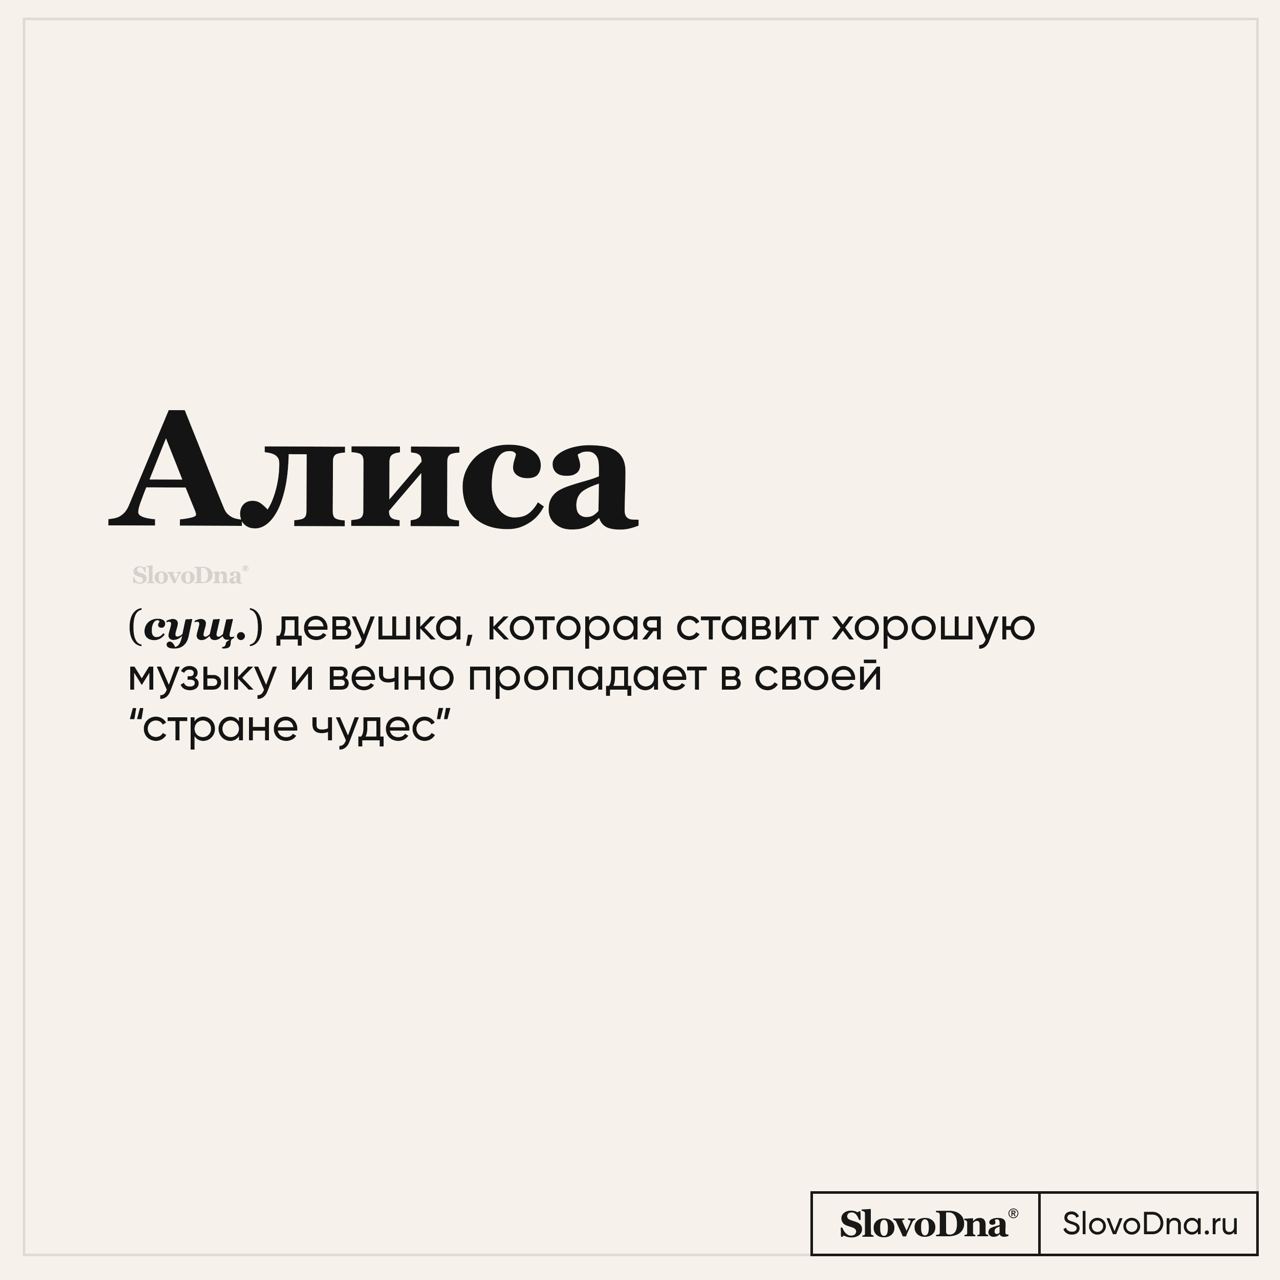 Алиса
SlovoDna®
(сущ.) девушка, которая ставит хорошую
музыку и вечно пропадает в своей
“стране чудес”
SlovoDna® SlovoDna.ru